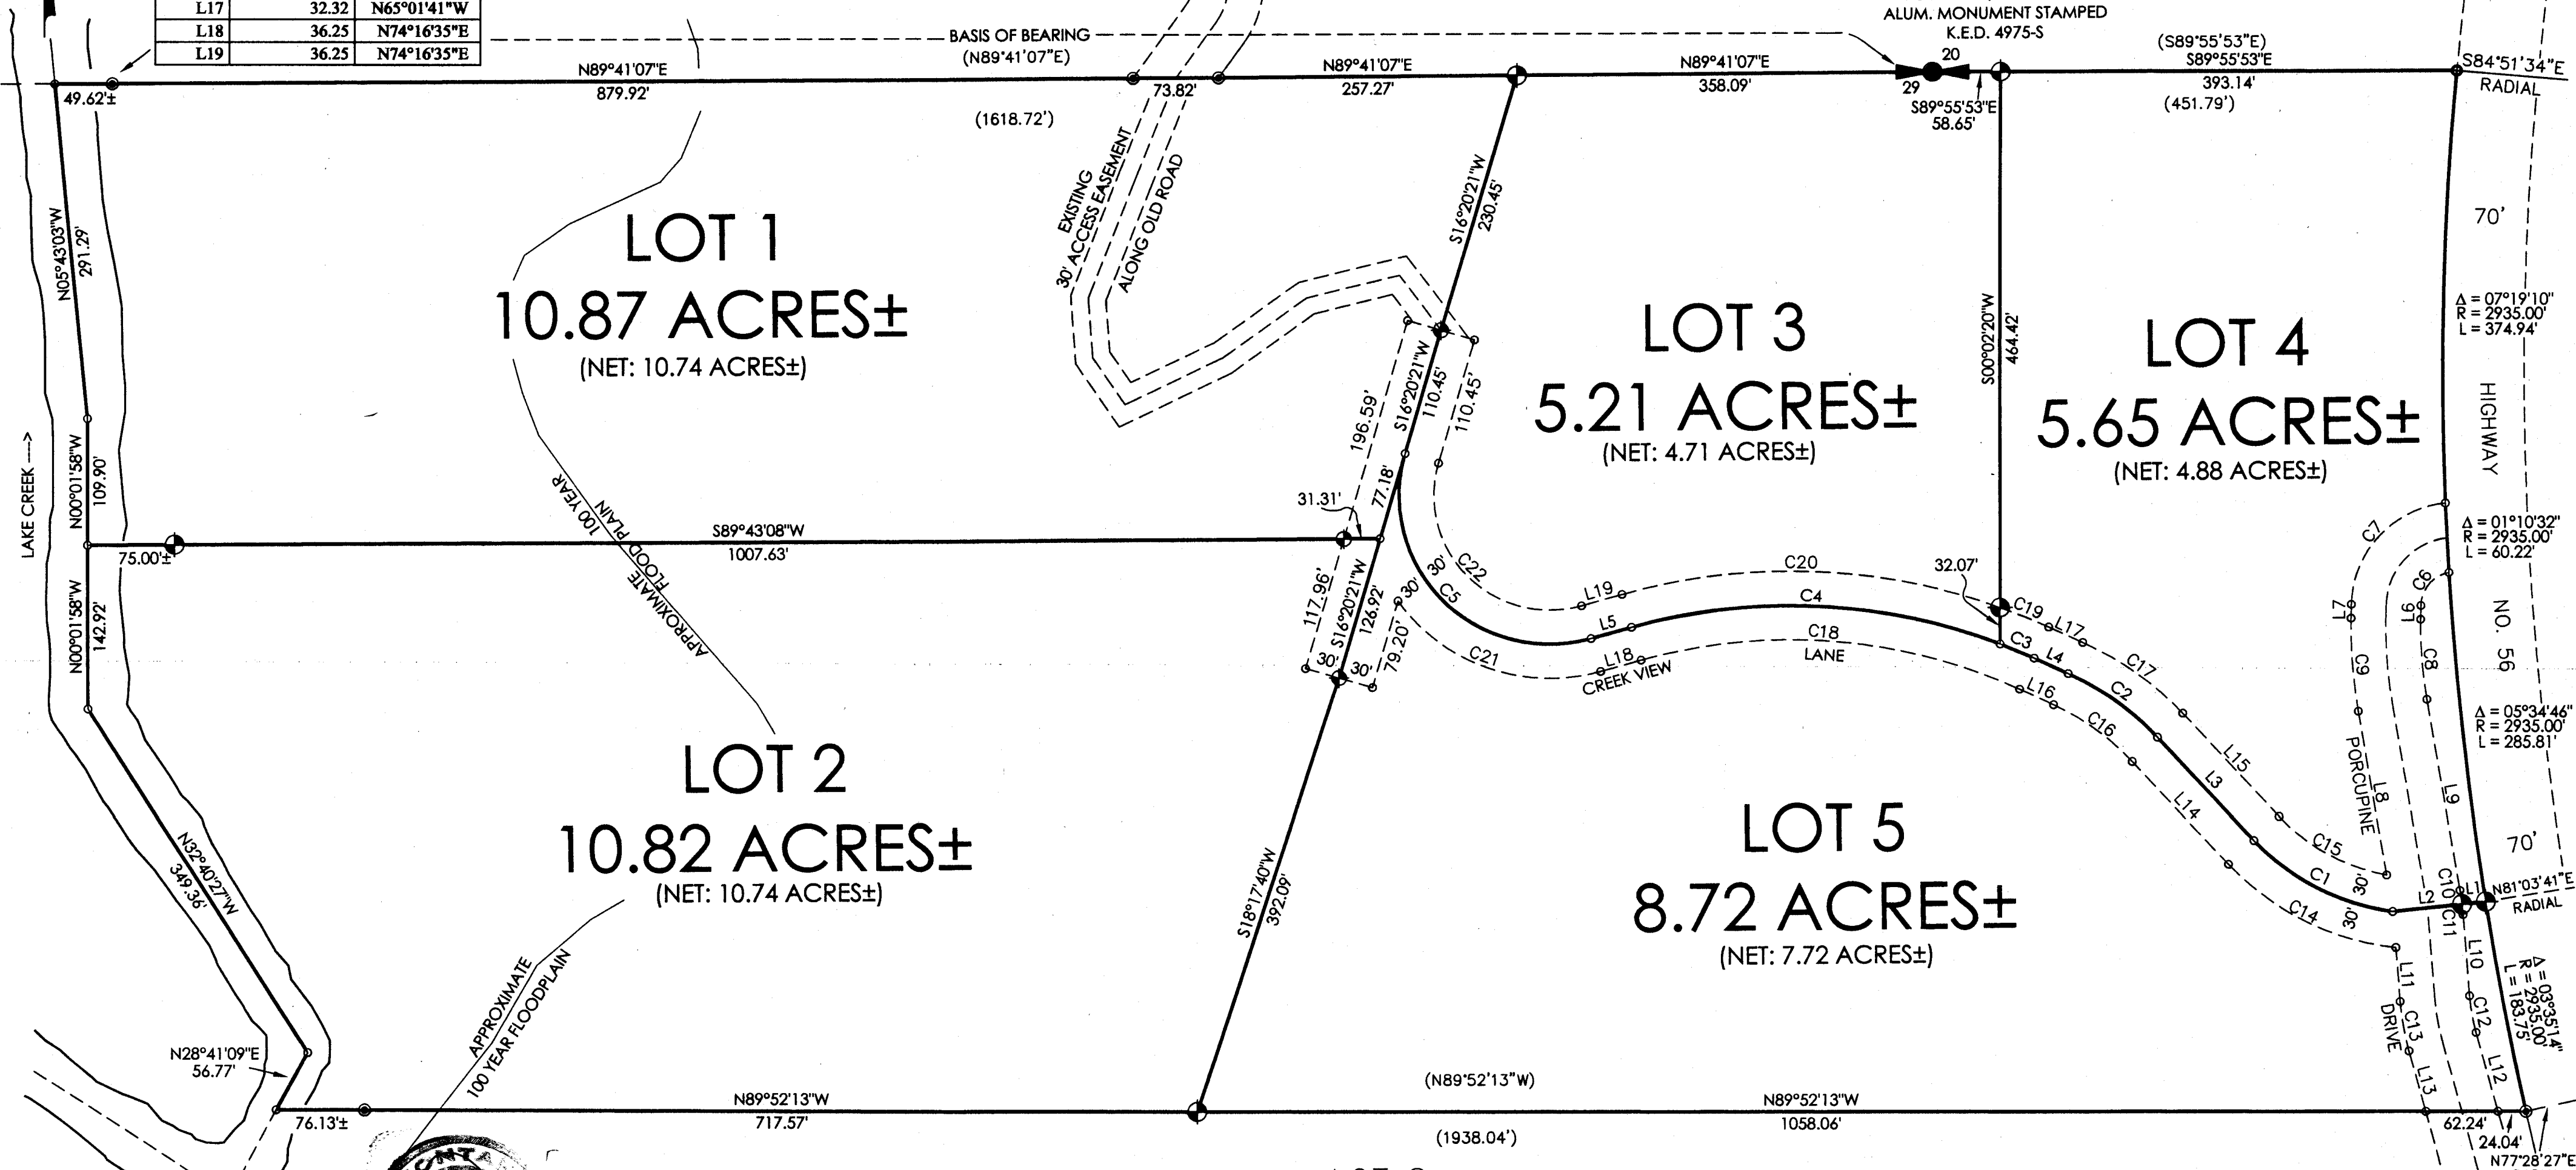 L17 32.32 N65°01'41"W
L18 36.25 N74°16'35"E
L19 36.25 N74°16'35"E
BASIS OF BEARING
(N89°41'07"E)
ALUM. MONUMENT STAMPED
K.E.D. 4975-S
49.62'±
N89°41'07"E
879.92'
(1618.72')
73.82'
N89°41'07"E
257.27'
N89°41'07"E
358.09'
20
29
S89°55'53"E
58.65'
(S89°55'53"E)
S89°55'53"E
393.14'
(451.79')
S84°51'34"E
RADIAL
N05°43'03"W
291.29'
LOT 1
10.87 ACRES±
(NET: 10.74 ACRES±)
EXISTING
30' ACCESS EASEMENT
ALONG OLD ROAD
S16°20'21"W
230.45'
LOT 3
5.21 ACRES±
(NET: 4.71 ACRES±)
S00°02'20"W
464.42'
LOT 4
5.65 ACRES±
(NET: 4.88 ACRES±)
70'
Δ = 07°19'10"
R = 2935.00'
L = 374.94'
HIGHWAY
NO. 56
LAKE CREEK --->
N00°01'58"W
109.90'
75.00'±
S89°43'08"W
1007.63'
31.31'
196.59'
S16°20'21"W
110.45'
110.45'
77.18'
APPROXIMATE
100 YEAR
FLOOD PLAIN
APPROXIMATE
N00°01'58"W
142.92'
117.96'
S16°20'21"W
126.92'
79.20'
30'
30'
30'
30'
C5
C22
C21
L19
L5
L18
C20
C4
C18
CREEK VIEW
LANE
32.07'
C19
L17
C3
L4
L16
C17
C2
C16
L15
L3
L14
C15
C1
C14
30'
30'
C7
C6
L7
L6
C9
C8
L8
L9
PORCUPINE
Δ = 01°10'32"
R = 2935.00'
L = 60.22'
Δ = 05°34'46"
R = 2935.00'
L = 285.81'
70'
LOT 2
10.82 ACRES±
(NET: 10.74 ACRES±)
N32°40'27"W
349.36'
S18°17'40"W
392.09'
LOT 5
8.72 ACRES±
(NET: 7.72 ACRES±)
L2
C10
L1
C11
N81°03'41"E
RADIAL
L10
L11
C12
C13
DRIVE
L12
L13
Δ = 03°35'14"
R = 2935.00'
L = 183.75'
APPROXIMATE
100 YEAR FLOODPLAIN
N28°41'09"E
56.77'
76.13'±
N89°52'13"W
717.57'
(N89°52'13"W)
(1938.04')
N89°52'13"W
1058.06'
62.24'
24.04'
N77°28'27"E